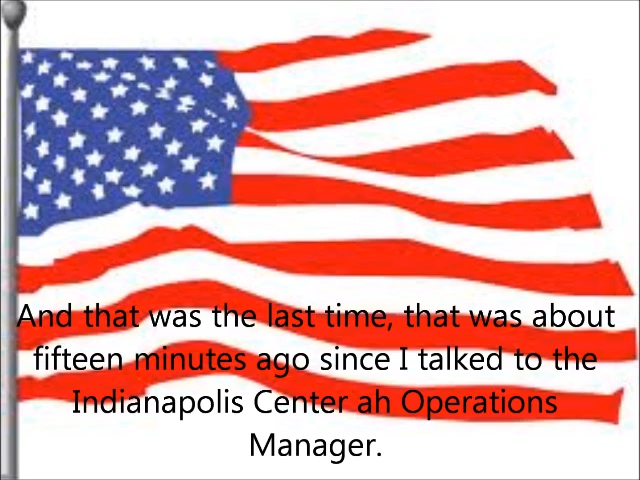 And that was the last time, that was about
fifteen minutes ago since I talked to the
Indianapolis Center ah Operations
Manager.